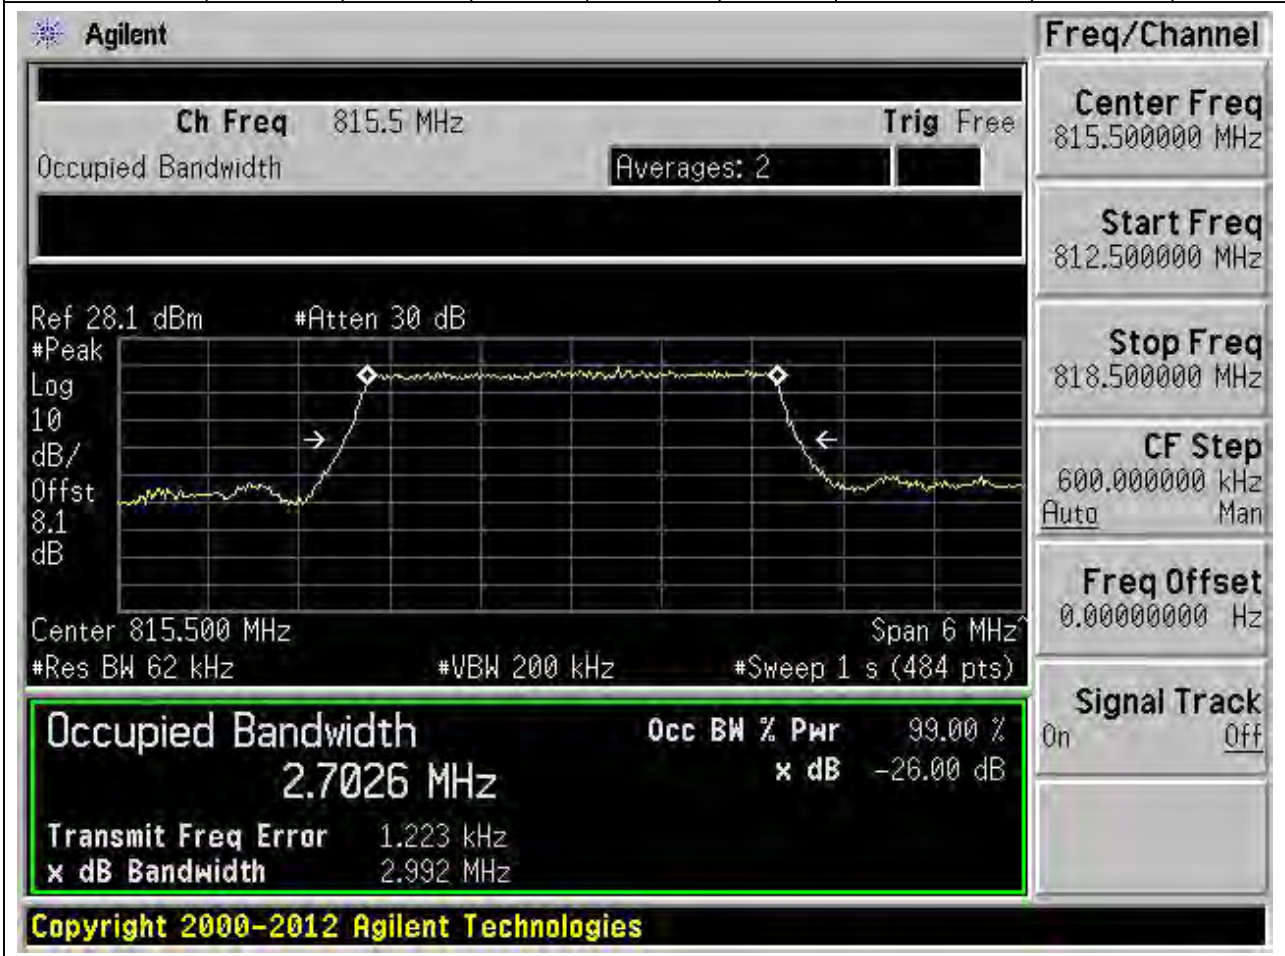 Agilent
Freq/Channel
Ch Freq 815.5 MHz Trig Free
Occupied Bandwidth Averages: 2
Center Freq
815.500000 MHz
Start Freq
812.500000 MHz
Stop Freq
818.500000 MHz
CF Step
600.000000 kHz
Auto Man
Freq Offset
0.00000000 Hz
Signal Track
On Off
Ref 28.1 dBm #Atten 30 dB
#Peak
Log
10
dB/
Offst
8.1
dB
Center 815.500 MHz Span 6 MHz^
#Res BW 62 kHz #VBW 200 kHz #Sweep 1 s (484 pts)
Occupied Bandwidth Occ BW % Pwr 99.00 %
2.7026 MHz x dB -26.00 dB
Transmit Freq Error 1.223 kHz
x dB Bandwidth 2.992 MHz
Copyright 2000-2012 Agilent Technologies